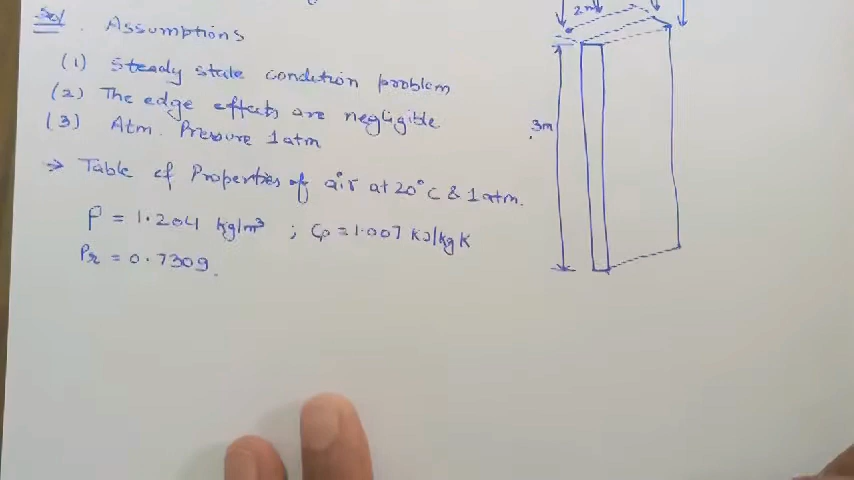 Sol. Assumptions
(1) Steady state condition problem
(2) The edge effects are negligible
(3) Atm. Pressure 1 atm
→ Table of Properties of air at 20°C & 1 atm.
ρ = 1.204 kg/m³ ; Cp = 1.007 KJ/kg K
Pr = 0.7309.
2m
3m